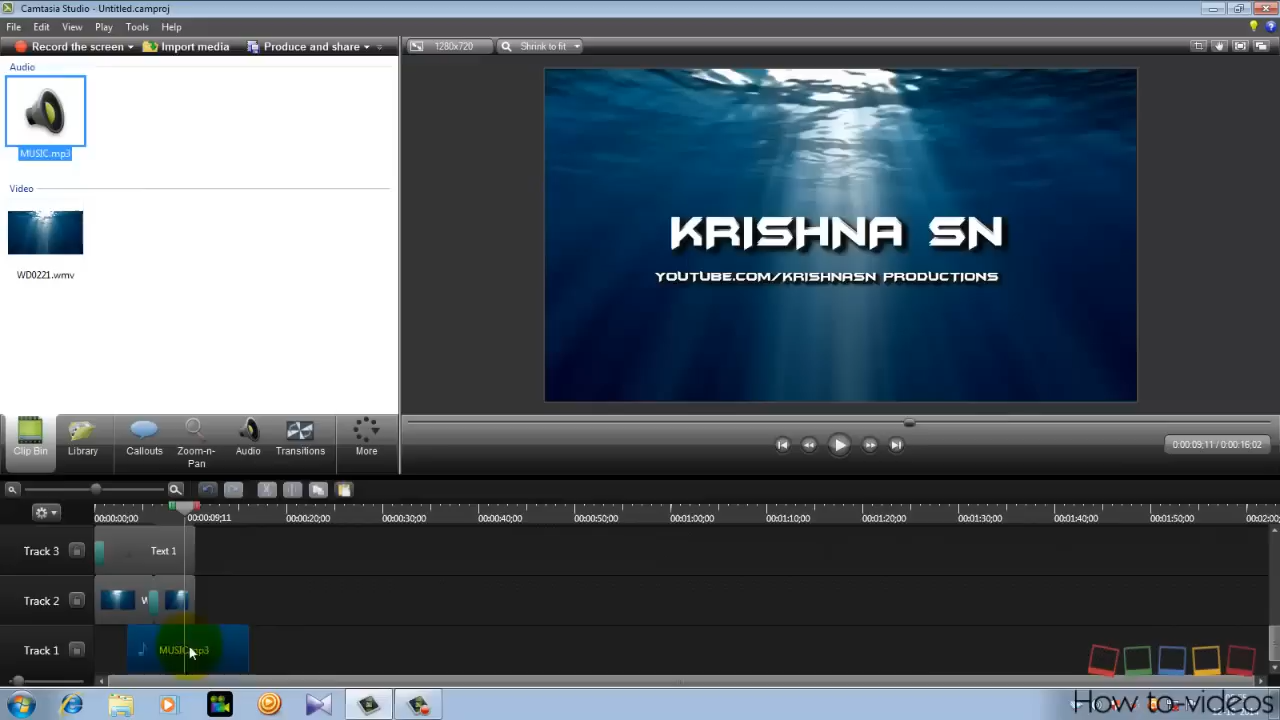 Camtasia Studio - Untitled.camproj
File Edit View Play Tools Help
Record the screen Import media Produce and share
1280x720 Shrink to fit
Audio
MUSIC.mp3
Video
WD0221.wmv
KRISHNA SN
YOUTUBE.COM/KRISHNASN PRODUCTIONS
Clip Bin Library Callouts Zoom-n-Pan Audio Transitions More
0:00:09;11 / 0:00:16;02
00:00:00;00 00:00:09;11 00:00:20;00 00:00:30;00 00:00:40;00 00:00:50;00 00:01:00;00 00:01:10;00 00:01:20;00 00:01:30;00 00:01:40;00 00:01:50;00 00:02:00
Track 3 Text 1
Track 2 W
Track 1 MUSIC.mp3
How to videos